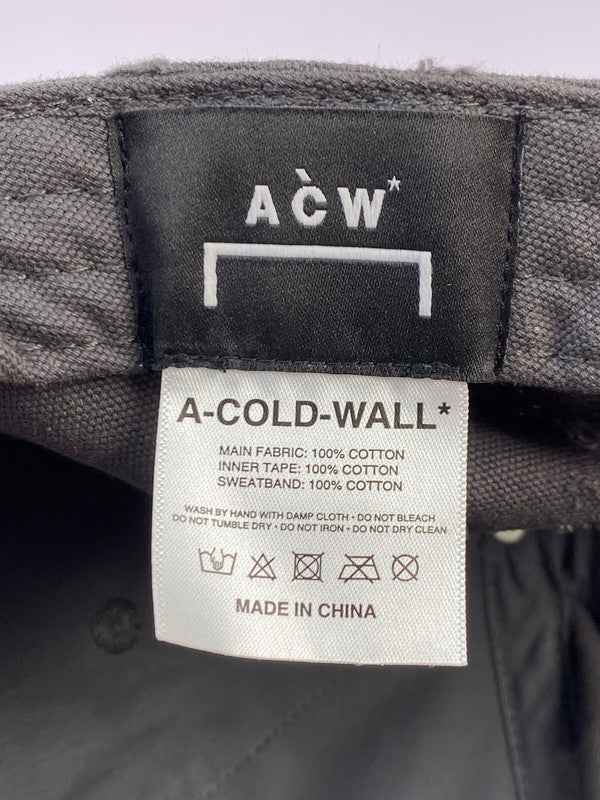 AC̀W*
A-COLD-WALL*
MAIN FABRIC: 100% COTTON
INNER TAPE: 100% COTTON
SWEATBAND: 100% COTTON
WASH BY HAND WITH DAMP CLOTH • DO NOT BLEACH
DO NOT TUMBLE DRY • DO NOT IRON • DO NOT DRY CLEAN
MADE IN CHINA